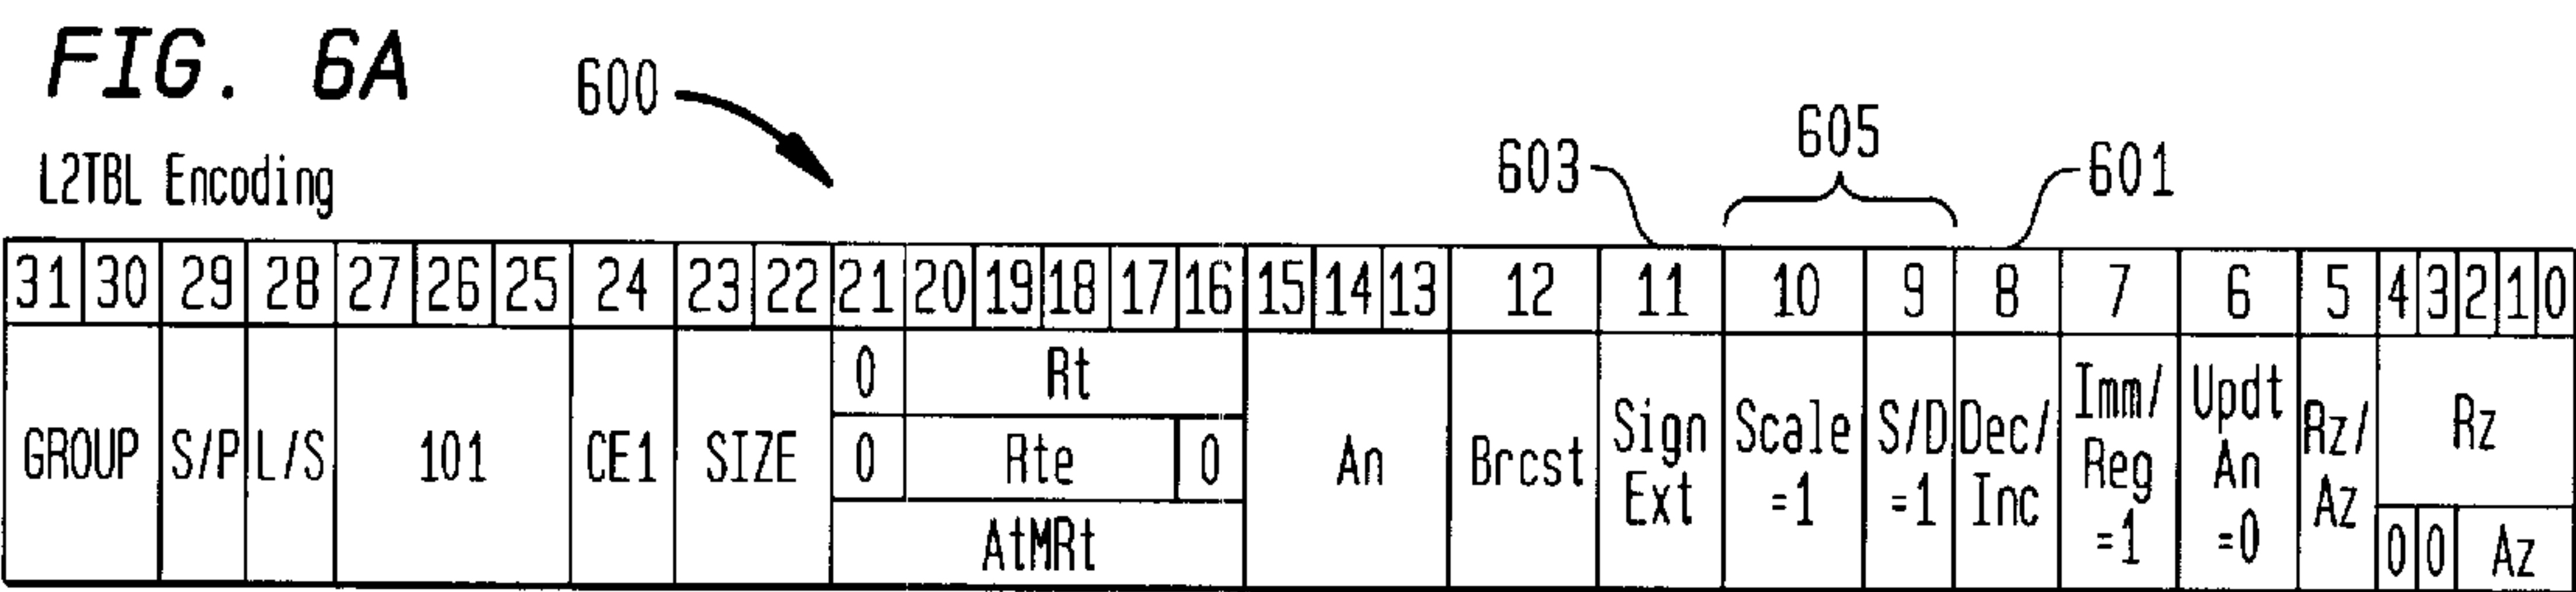 FIG. 6A
600
L2TBL Encoding
603
605
601
31 30 29 28 27 26 25 24 23 22 21 20 19 18 17 16 15 14 13 12 11 10 9 8 7 6 5 4 3 2 1 0
GROUP
S/P
L/S
101
CE1
SIZE
0 Rt
0 Rte 0
AtMRt
An
Brcst
Sign
Ext
Scale
=1
S/D
=1
Dec/
Inc
Imm/
Reg
=1
Updt
An
=0
Rz/
Az
Rz
0 0 Az